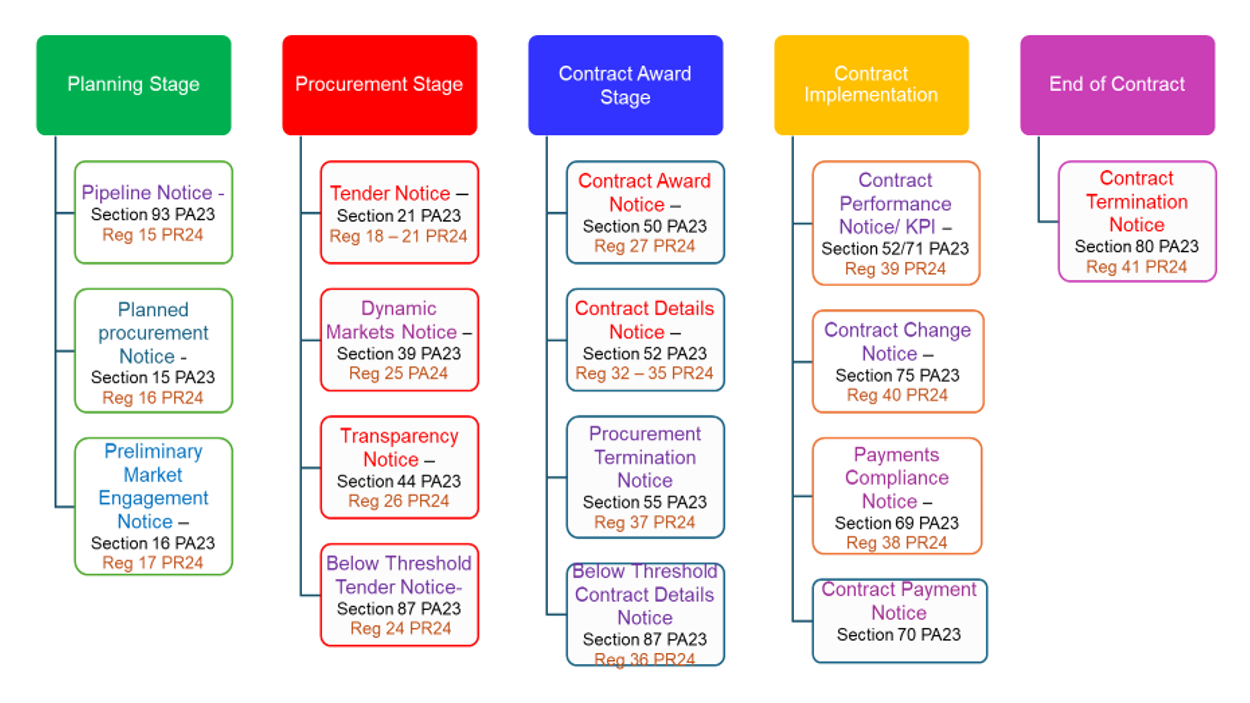 Planning Stage
Pipeline Notice -
Section 93 PA23
Reg 15 PR24
Planned
procurement
Notice -
Section 15 PA23
Reg 16 PR24
Preliminary
Market
Engagement
Notice –
Section 16 PA23
Reg 17 PR24
Procurement Stage
Tender Notice –
Section 21 PA23
Reg 18 – 21 PR24
Dynamic
Markets Notice –
Section 39 PA23
Reg 25 PA24
Transparency
Notice –
Section 44 PA23
Reg 26 PR24
Below Threshold
Tender Notice-
Section 87 PA23
Reg 24 PR24
Contract Award
Stage
Contract Award
Notice –
Section 50 PA23
Reg 27 PR24
Contract Details
Notice –
Section 52 PA23
Reg 32 – 35 PR24
Procurement
Termination
Notice
Section 55 PA23
Reg 37 PR24
Below Threshold
Contract Details
Notice
Section 87 PA23
Reg 36 PR24
Contract
Implementation
Contract
Performance
Notice/ KPI –
Section 52/71 PA23
Reg 39 PR24
Contract Change
Notice –
Section 75 PA23
Reg 40 PR24
Payments
Compliance
Notice –
Section 69 PA23
Reg 38 PR24
Contract Payment
Notice
Section 70 PA23
End of Contract
Contract
Termination
Notice
Section 80 PA23
Reg 41 PR24